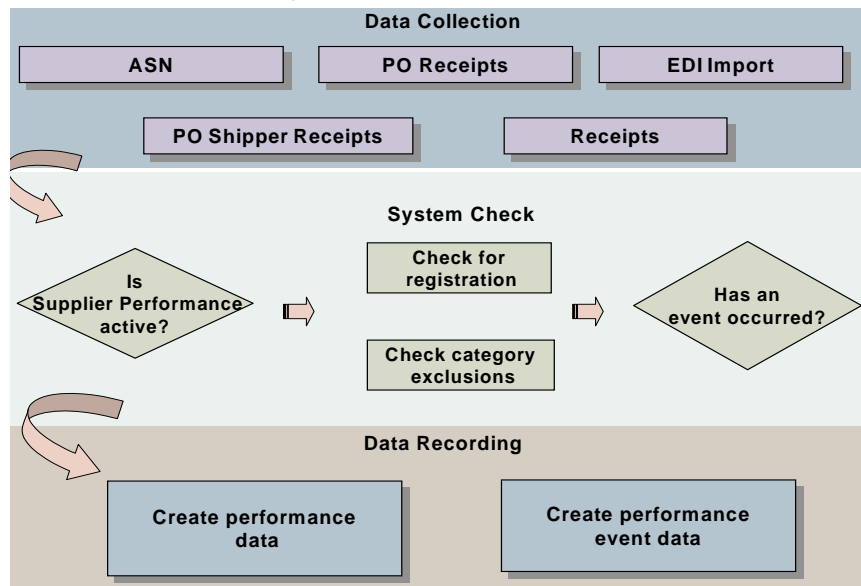 Data Collection
ASN
PO Receipts
EDI Import
PO Shipper Receipts
Receipts
System Check
Is
Supplier Performance
active?
Check for
registration
Check category
exclusions
Has an
event occurred?
Data Recording
Create performance
data
Create performance
event data